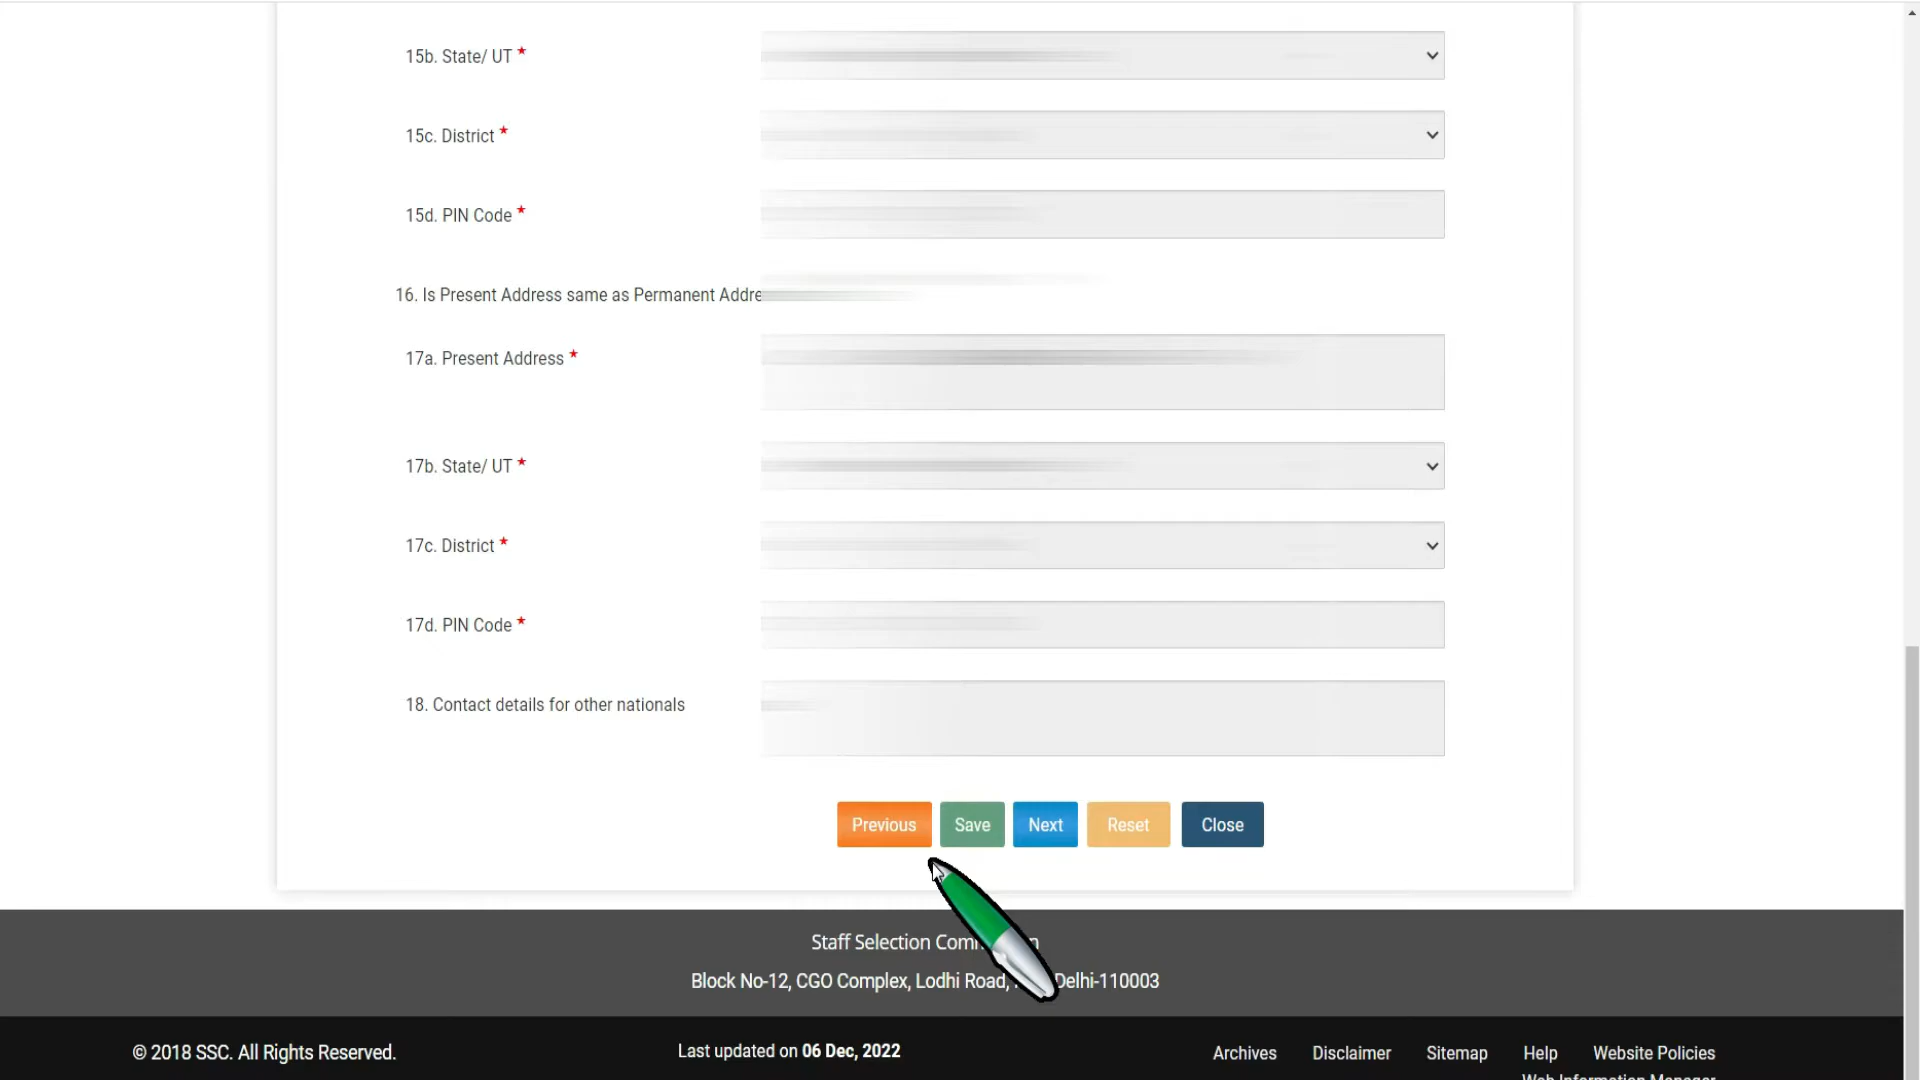 15b. State/ UT *
15c. District *
15d. PIN Code *
16. Is Present Address same as Permanent Addre
17a. Present Address *
17b. State/ UT *
17c. District *
17d. PIN Code *
18. Contact details for other nationals
Previous Save Next Reset Close
Staff Selection Com n
Block No-12, CGO Complex, Lodhi Road, Delhi-110003
© 2018 SSC. All Rights Reserved.
Last updated on 06 Dec, 2022
Archives Disclaimer Sitemap Help Website Policies
Web Information Manager